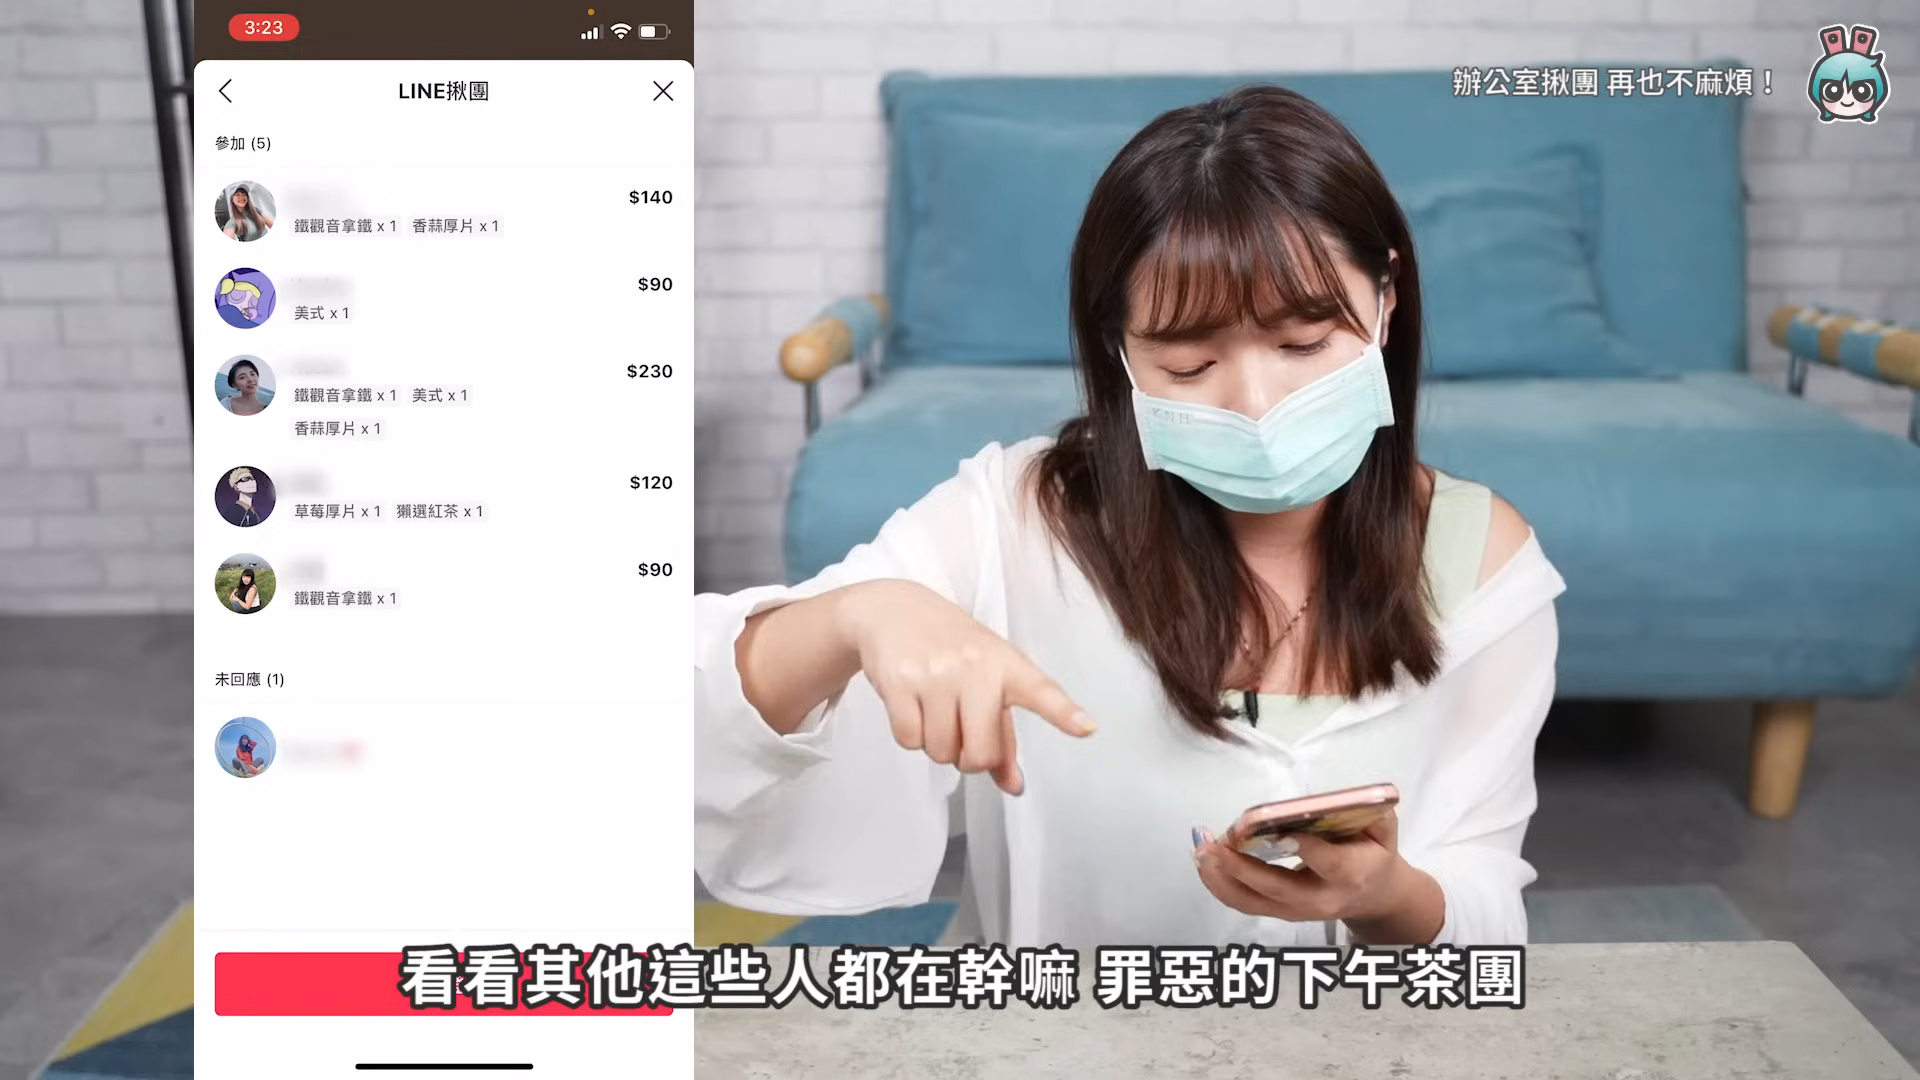 3:23
LINE揪團
參加 (5)
$140
鐵觀音拿鐵 x 1 香蒜厚片 x 1
$90
美式 x 1
$230
鐵觀音拿鐵 x 1 美式 x 1
香蒜厚片 x 1
$120
草莓厚片 x 1 獺選紅茶 x 1
$90
鐵觀音拿鐵 x 1
未回應 (1)
辦公室揪團 再也不麻煩！
KNH
看看其他這些人都在幹嘛 罪惡的下午茶團